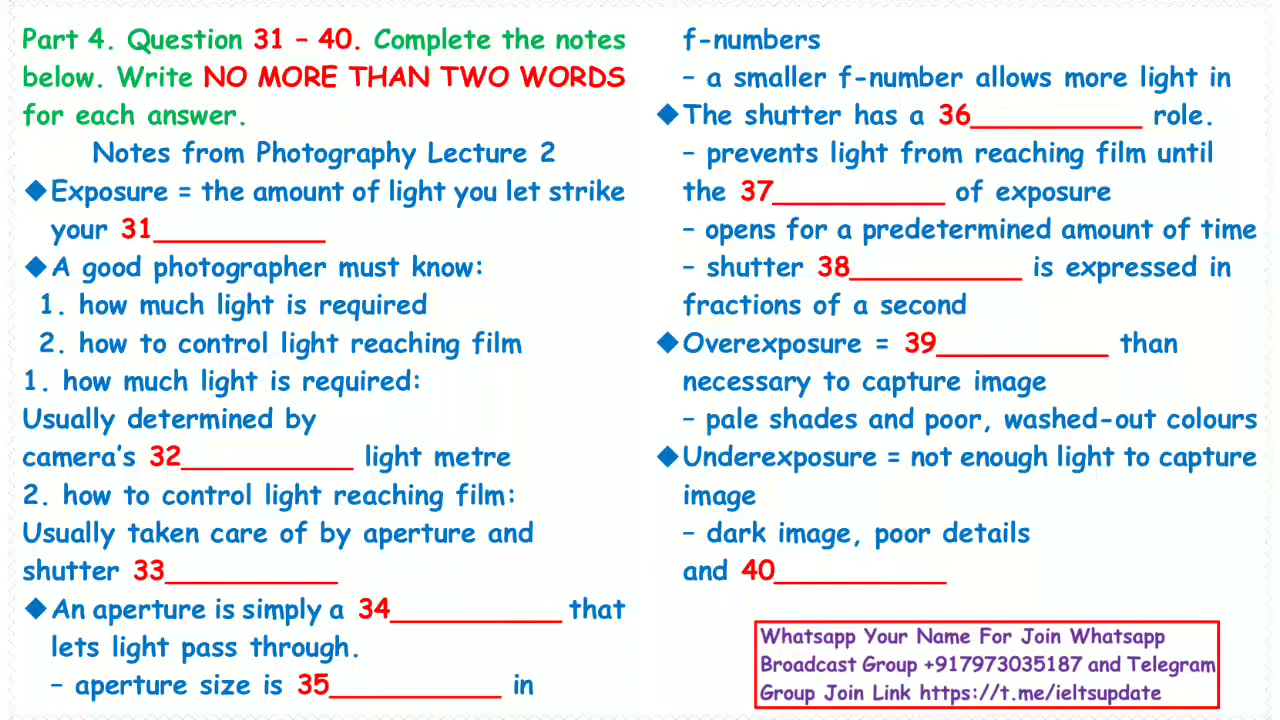 Part 4. Question 31 – 40. Complete the notes
below. Write NO MORE THAN TWO WORDS
for each answer.
Notes from Photography Lecture 2
◆Exposure = the amount of light you let strike
your 31__________
◆A good photographer must know:
1. how much light is required
2. how to control light reaching film
1. how much light is required:
Usually determined by
camera’s 32__________ light metre
2. how to control light reaching film:
Usually taken care of by aperture and
shutter 33__________
◆An aperture is simply a 34__________ that
lets light pass through.
– aperture size is 35__________ in
f-numbers
– a smaller f-number allows more light in
◆The shutter has a 36__________ role.
– prevents light from reaching film until
the 37__________ of exposure
– opens for a predetermined amount of time
– shutter 38__________ is expressed in
fractions of a second
◆Overexposure = 39__________ than
necessary to capture image
– pale shades and poor, washed-out colours
◆Underexposure = not enough light to capture
image
– dark image, poor details
and 40__________
Whatsapp Your Name For Join Whatsapp
Broadcast Group +917973035187 and Telegram
Group Join Link https://t.me/ieltsupdate